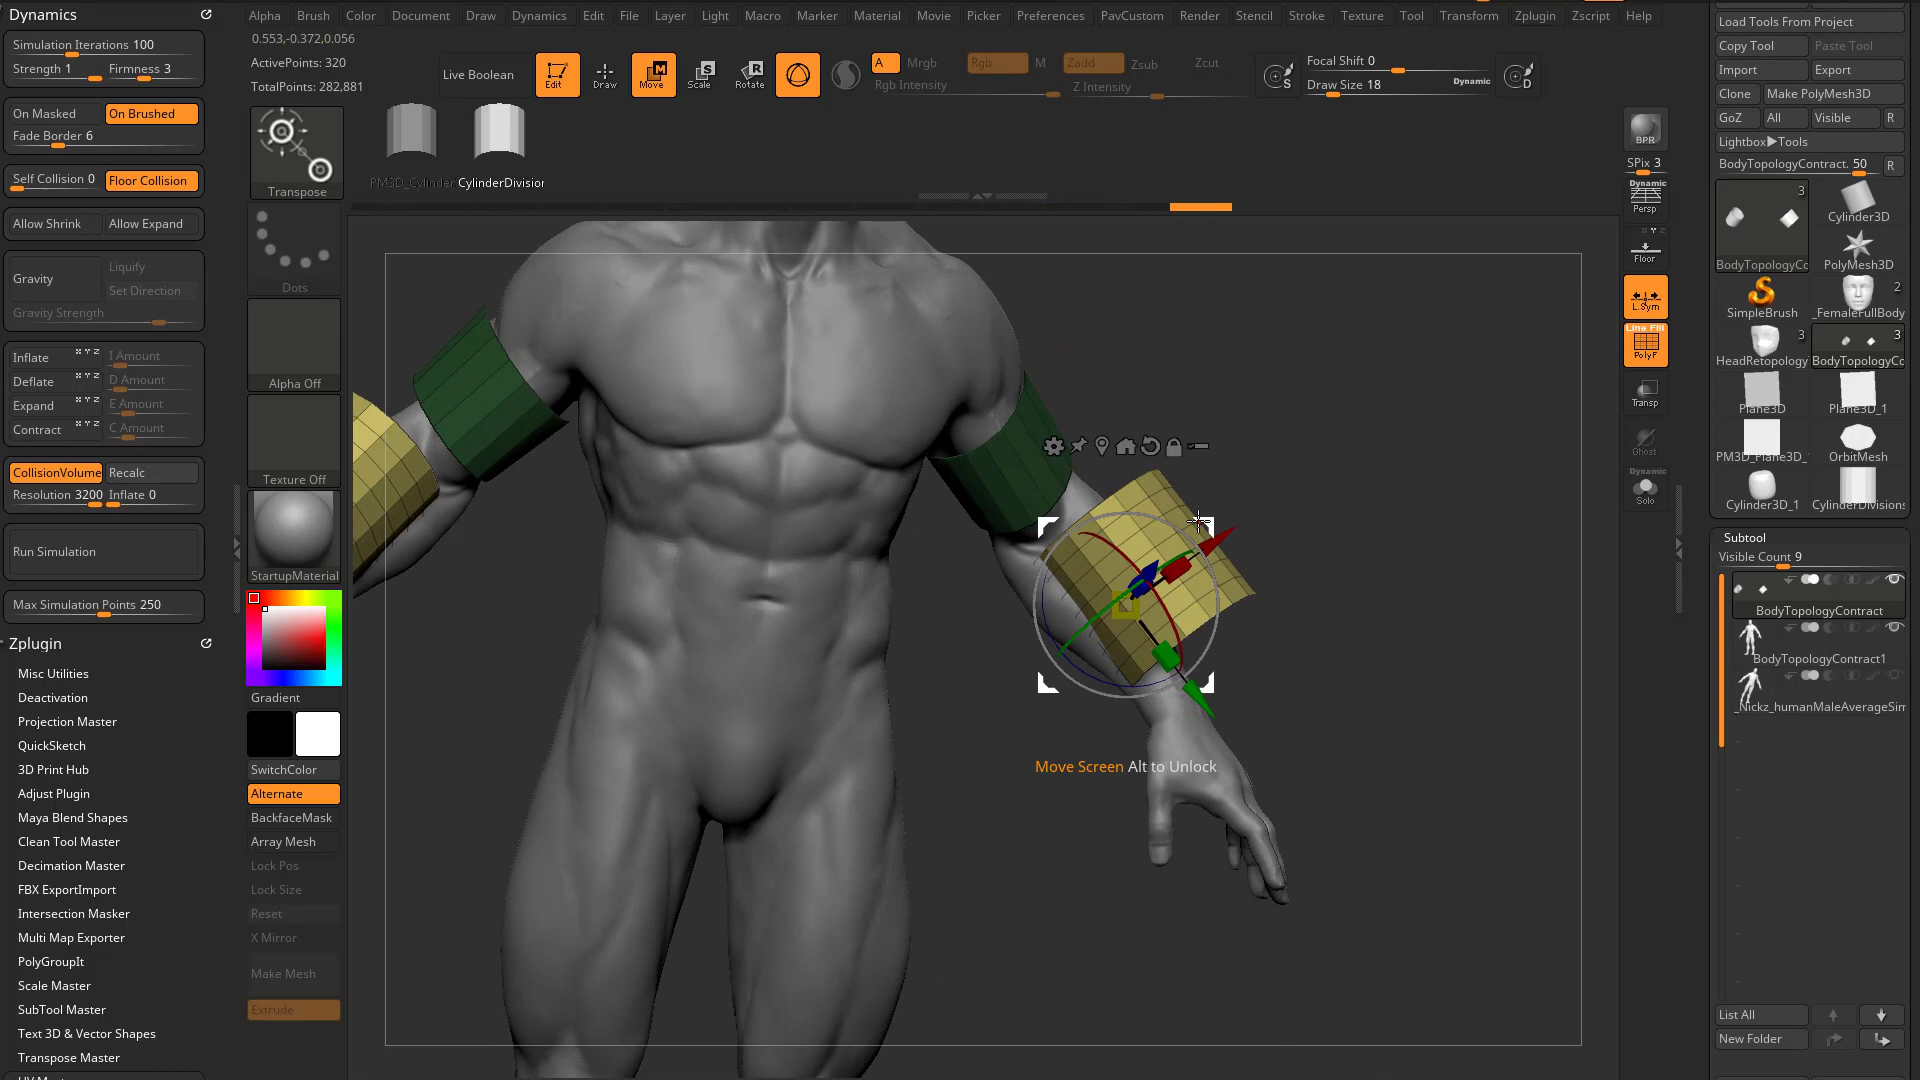 Dynamics
Simulation Iterations 100
Strength 1 Firmness 3
On Masked On Brushed
Fade Border 6
Self Collision 0 Floor Collision
Allow Shrink Allow Expand
Gravity Liquify
Set Direction
Gravity Strength
Inflate I Amount
Deflate D Amount
Expand E Amount
Contract C Amount
CollisionVolume Recalc
Resolution 3200 Inflate 0
Run Simulation
Max Simulation Points 250
Zplugin
Misc Utilities
Deactivation
Projection Master
QuickSketch
3D Print Hub
Adjust Plugin
Maya Blend Shapes
Clean Tool Master
Decimation Master
FBX ExportImport
Intersection Masker
Multi Map Exporter
PolyGroupIt
Scale Master
SubTool Master
Text 3D & Vector Shapes
Transpose Master
Alpha Brush Color Document Draw Dynamics Edit File Layer Light Macro Marker Material Movie Picker Preferences PavCustom Render Stencil Stroke Texture Tool Transform Zplugin Zscript Help
0.553,-0.372,0.056
ActivePoints: 320
TotalPoints: 282,881
Live Boolean
Edit Draw Move Scale Rotate
A Mrgb Rgb M Zadd Zsub Zcut
Rgb Intensity Z Intensity
Focal Shift 0
Draw Size 18 Dynamic
S D
Transpose
PM3D_Cylinder CylinderDivision
Dots
Alpha Off
Texture Off
StartupMaterial
Gradient
SwitchColor
Alternate
BackfaceMask
Array Mesh
Lock Pos
Lock Size
Reset
X Mirror
Make Mesh
Extrude
Move Screen Alt to Unlock
BPR
SPix 3
Dynamic
Persp
Floor
L.Sym
Line Fill
PolyF
Transp
Ghost
Dynamic
Solo
Load Tools From Project
Copy Tool Paste Tool
Import Export
Clone Make PolyMesh3D
GoZ All Visible R
Lightbox▶Tools
BodyTopologyContract. 50 R
3
Cylinder3D
BodyTopologyCo PolyMesh3D
2
SimpleBrush _FemaleFullBody
3 3
HeadRetopology BodyTopologyCo
Plane3D Plane3D_1
PM3D_Plane3D_ OrbitMesh
Cylinder3D_1 CylinderDivisions
Subtool
Visible Count 9
BodyTopologyContract
BodyTopologyContract1
_Nickz_humanMaleAverageSim
List All
New Folder